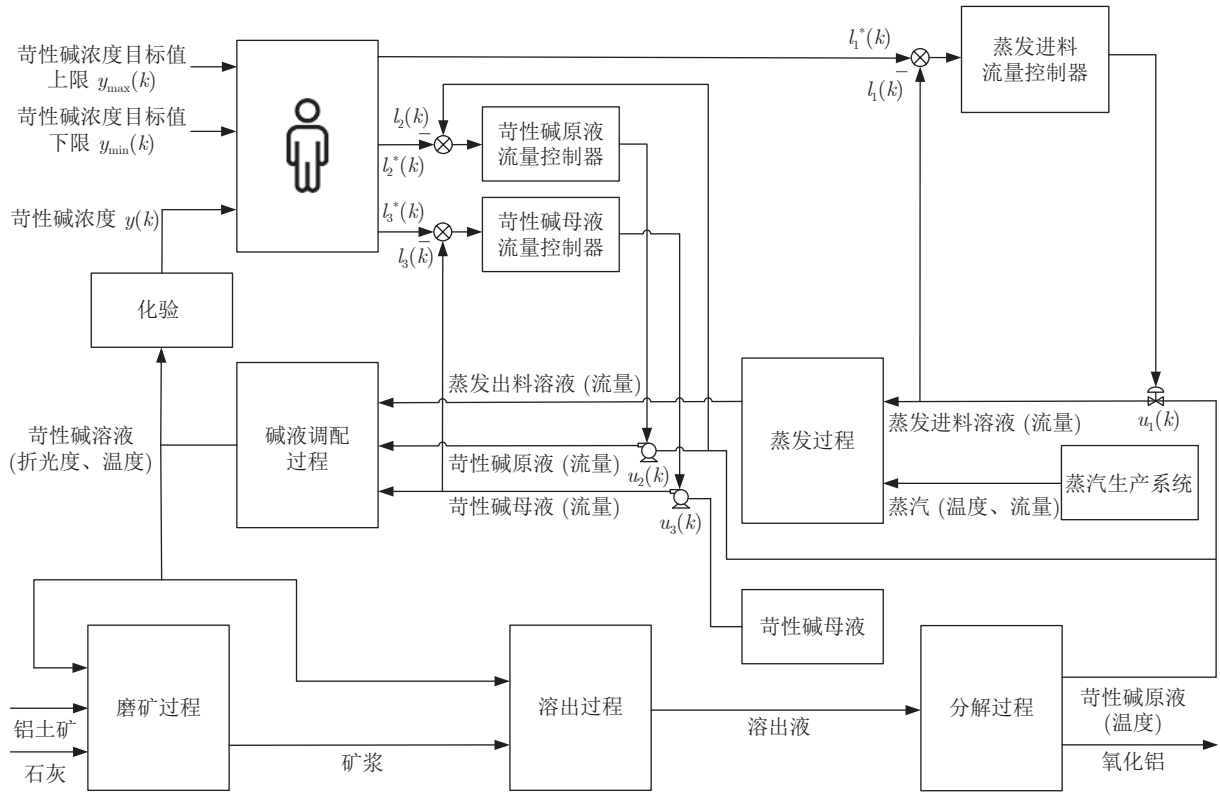 苛性碱浓度目标值
上限 y_max(k)
苛性碱浓度目标值
下限 y_min(k)
苛性碱浓度 y(k)
l_1^*(k)
l_1(k)
−
蒸发进料
流量控制器
l_2(k)
−
l_2^*(k)
苛性碱原液
流量控制器
l_3^*(k)
l_3(k)
−
苛性碱母液
流量控制器
化验
苛性碱溶液
(折光度、温度)
碱液调配
过程
蒸发出料溶液 (流量)
苛性碱原液 (流量)
u_2(k)
苛性碱母液 (流量)
u_3(k)
蒸发过程
蒸发进料溶液 (流量)
u_1(k)
蒸汽生产系统
蒸汽 (温度、流量)
苛性碱母液
铝土矿
石灰
磨矿过程
矿浆
溶出过程
溶出液
分解过程
苛性碱原液
(温度)
氧化铝